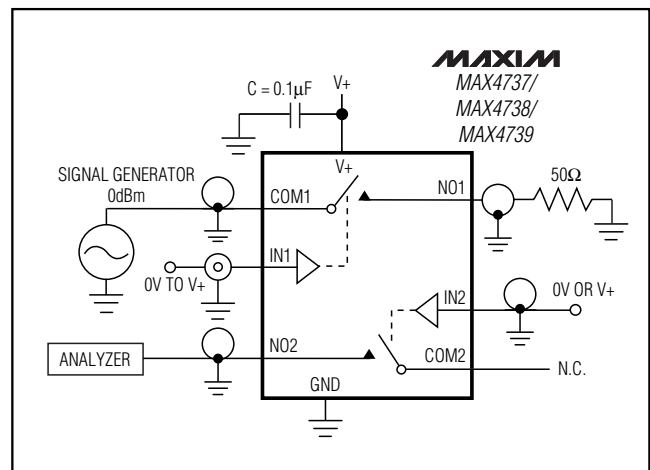 MAXIM
MAX4737/
MAX4738/
MAX4739
C = 0.1μF
V+
V+
SIGNAL GENERATOR
0dBm
COM1
NO1
50Ω
IN1
0V TO V+
IN2
0V OR V+
NO2
ANALYZER
COM2
N.C.
GND